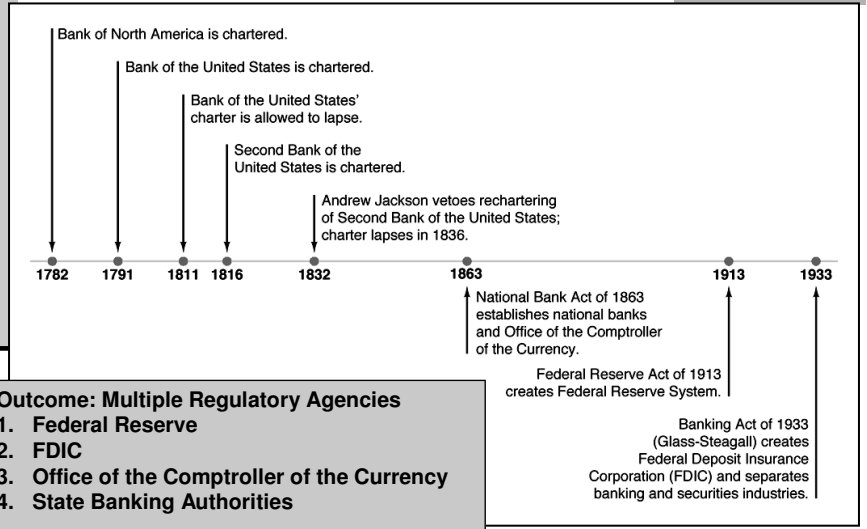 Bank of North America is chartered.
Bank of the United States is chartered.
Bank of the United States'
charter is allowed to lapse.
Second Bank of the
United States is chartered.
Andrew Jackson vetoes rechartering
of Second Bank of the United States;
charter lapses in 1836.
1782 1791 1811 1816 1832 1863 1913 1933
National Bank Act of 1863
establishes national banks
and Office of the Comptroller
of the Currency.
Federal Reserve Act of 1913
creates Federal Reserve System.
Banking Act of 1933
(Glass-Steagall) creates
Federal Deposit Insurance
Corporation (FDIC) and separates
banking and securities industries.
Outcome: Multiple Regulatory Agencies
1. Federal Reserve
2. FDIC
3. Office of the Comptroller of the Currency
4. State Banking Authorities